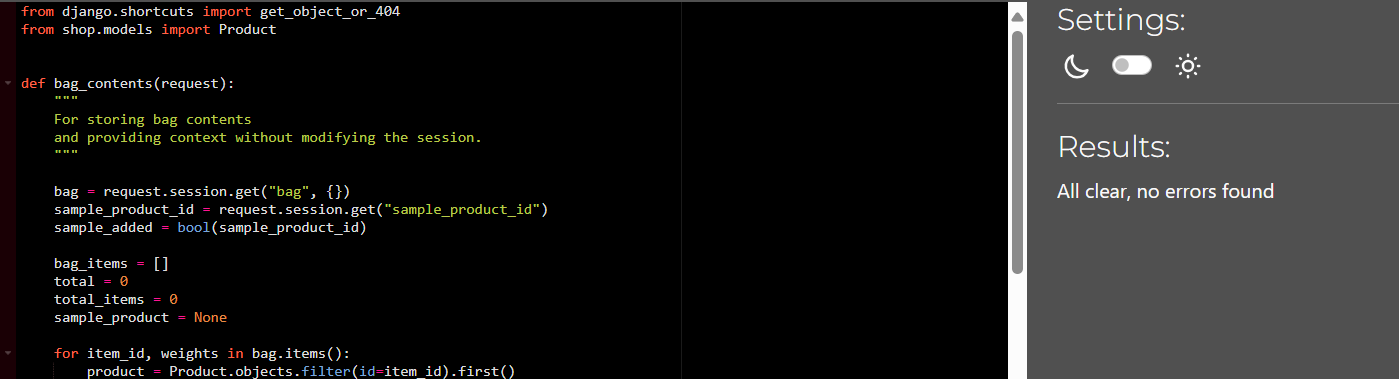 from django.shortcuts import get_object_or_404
from shop.models import Product
def bag_contents(request):
    """
    For storing bag contents
    and providing context without modifying the session.
    """
    bag = request.session.get("bag", {})
    sample_product_id = request.session.get("sample_product_id")
    sample_added = bool(sample_product_id)
    bag_items = []
    total = 0
    total_items = 0
    sample_product = None
    for item_id, weights in bag.items():
        product = Product.objects.filter(id=item_id).first()
Settings:
Results:
All clear, no errors found